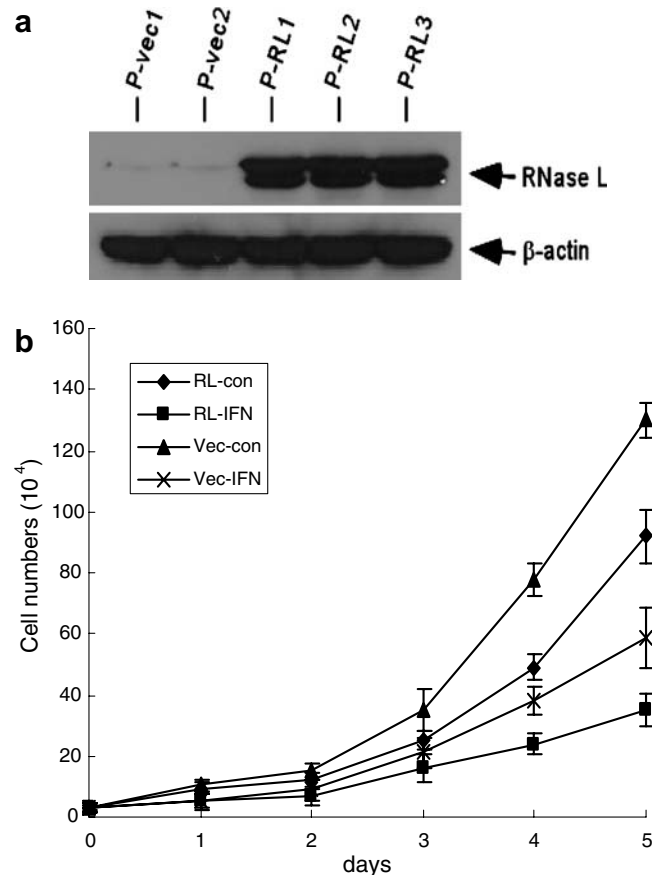 a
P-vec1
P-vec2
P-RL1
P-RL2
P-RL3
RNase L
β-actin
b
160
140
120
100
80
60
40
20
0
Cell numbers (10⁴)
RL-con
RL-IFN
Vec-con
Vec-IFN
0 1 2 3 4 5
days